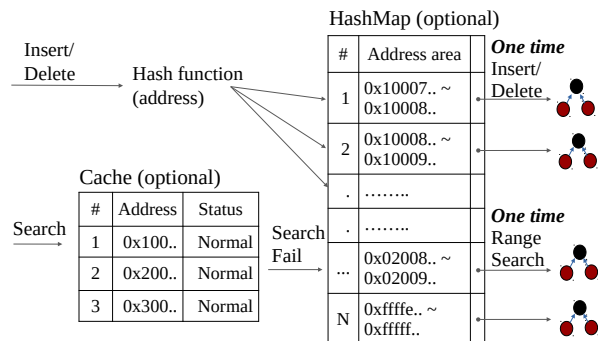 HashMap (optional)
Insert/
Delete
Hash function
(address)
# Address area
1 0x10007.. ~
0x10008..
2 0x10008.. ~
0x10009..
. ........
. ........
... 0x02008.. ~
0x02009..
N 0xffffe.. ~
0xfffff..
One time
Insert/
Delete
Cache (optional)
# Address Status
1 0x100.. Normal
2 0x200.. Normal
3 0x300.. Normal
Search
Search
Fail
One time
Range
Search